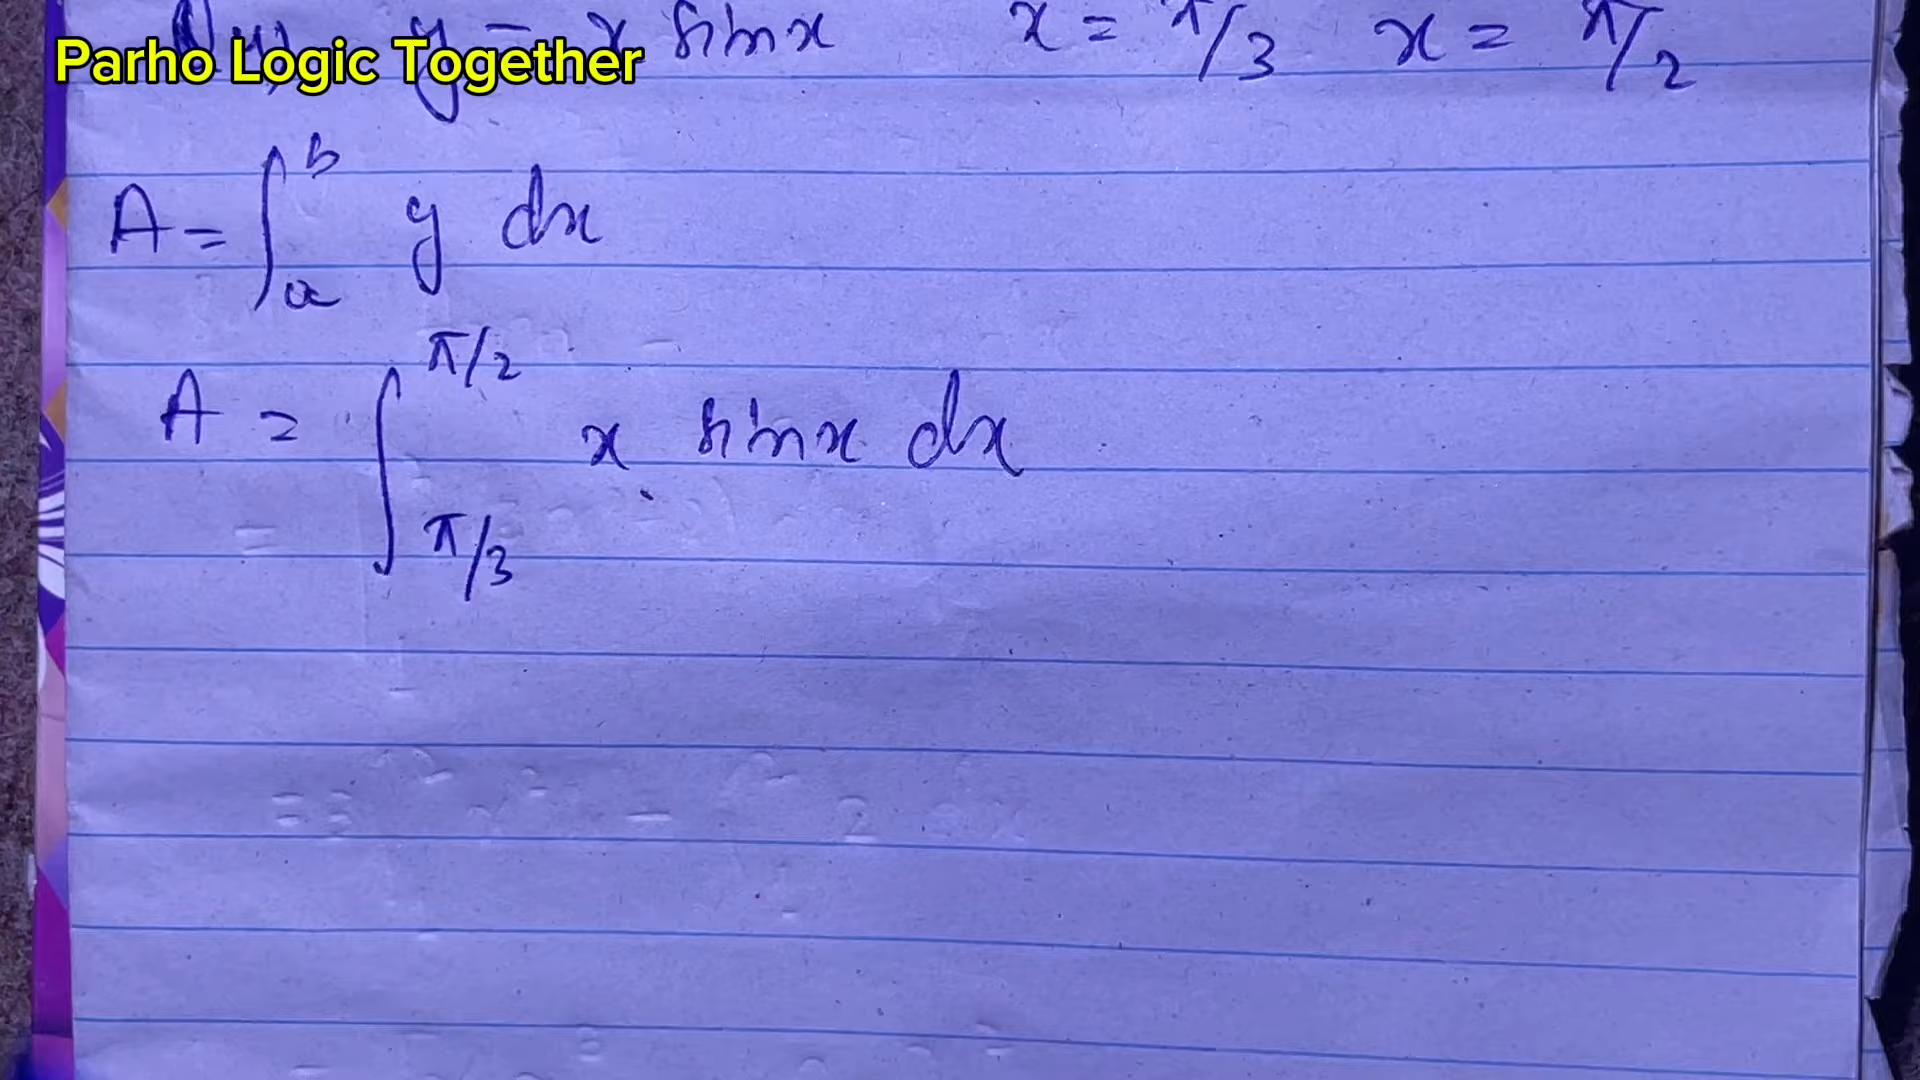 y = x sinx x = π/3 x = π/2
Parho Logic Together
A = ∫_a^b y dx
A = ∫_{π/3}^{π/2} x sinx dx